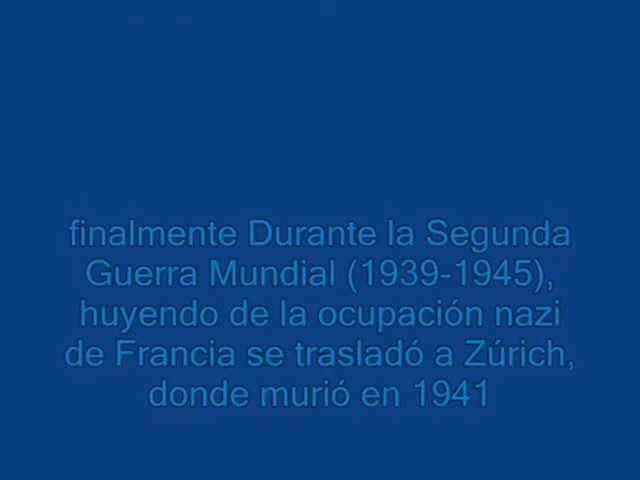 finalmente Durante la Segunda
Guerra Mundial (1939-1945),
huyendo de la ocupación nazi
de Francia se trasladó a Zúrich,
donde murió en 1941